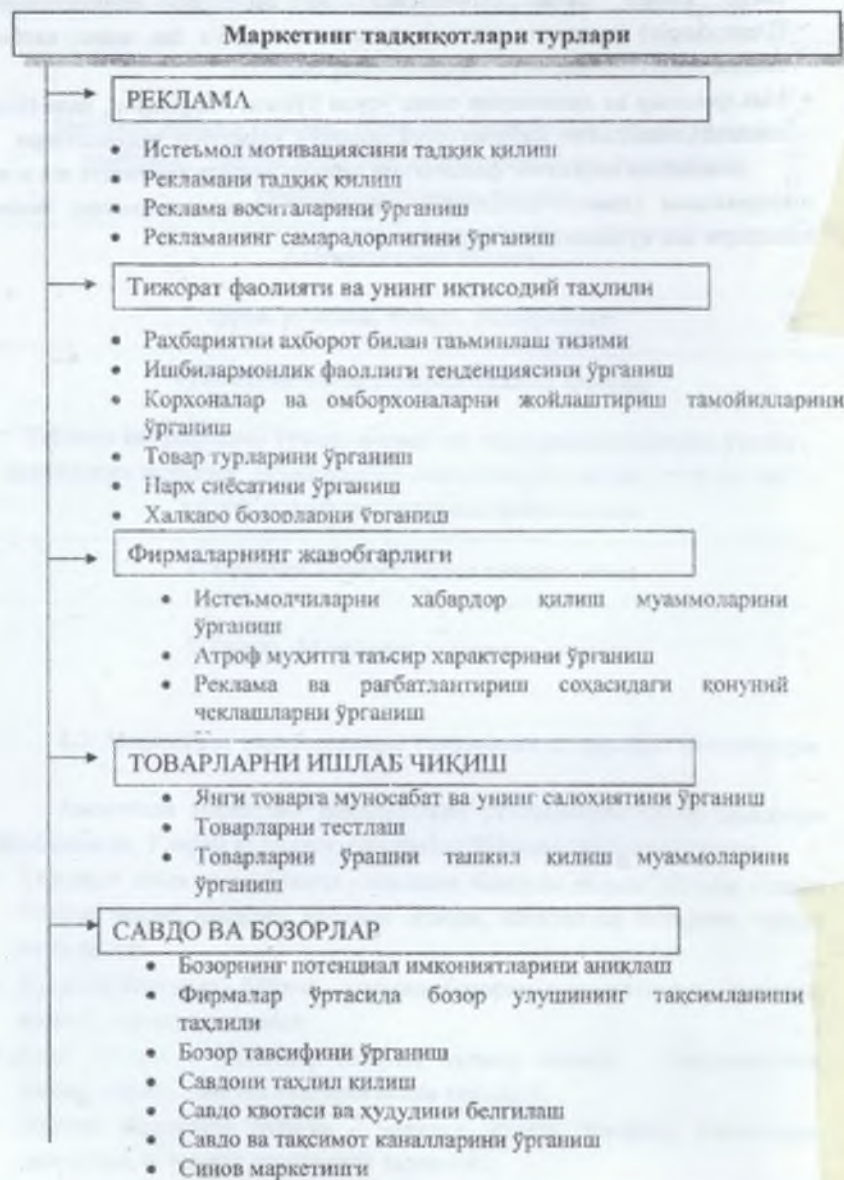 Маркетинг тадқиқотлари турлари
РЕКЛАМА
• Истеъмол мотивациясини тадқиқ қилиш
• Рекламани тадқиқ қилиш
• Реклама воситаларини ўрганиш
• Рекламанинг самарадорлигини ўрганиш
Тижорат фаолияти ва унинг иқтисодий таҳлили
• Раҳбариятни ахборот билан таъминлаш тизими
• Ишбилармонлик фаоллиги тенденциясини ўрганиш
• Корхоналар ва омборхоналарни жойлаштириш тамойилларини
ўрганиш
• Товар турларини ўрганиш
• Нарх сиёсатини ўрганиш
• Халқаро бозорларни ўрганиш
Фирмаларнинг жавобгарлиги
• Истеъмолчиларни хабардор қилиш муаммоларини
ўрганиш
• Атроф муҳитга таъсир характерини ўрганиш
• Реклама ва рағбатлантириш соҳасидаги қонуний
чеклашларни ўрганиш
ТОВАРЛАРНИ ИШЛАБ ЧИҚИШ
• Янги товарга муносабат ва унинг салоҳиятини ўрганиш
• Товарларни тестлаш
• Товарларни ўрашни ташкил қилиш муаммоларини
ўрганиш
САВДО ВА БОЗОРЛАР
• Бозорнинг потенциал имкониятларини аниқлаш
• Фирмалар ўртасида бозор улушининг тақсимланиши
таҳлили
• Бозор тавсифини ўрганиш
• Савдони таҳлил қилиш
• Савдо квотаси ва ҳудудини белгилаш
• Савдо ва тақсимот каналларини ўрганиш
• Синов маркетинги